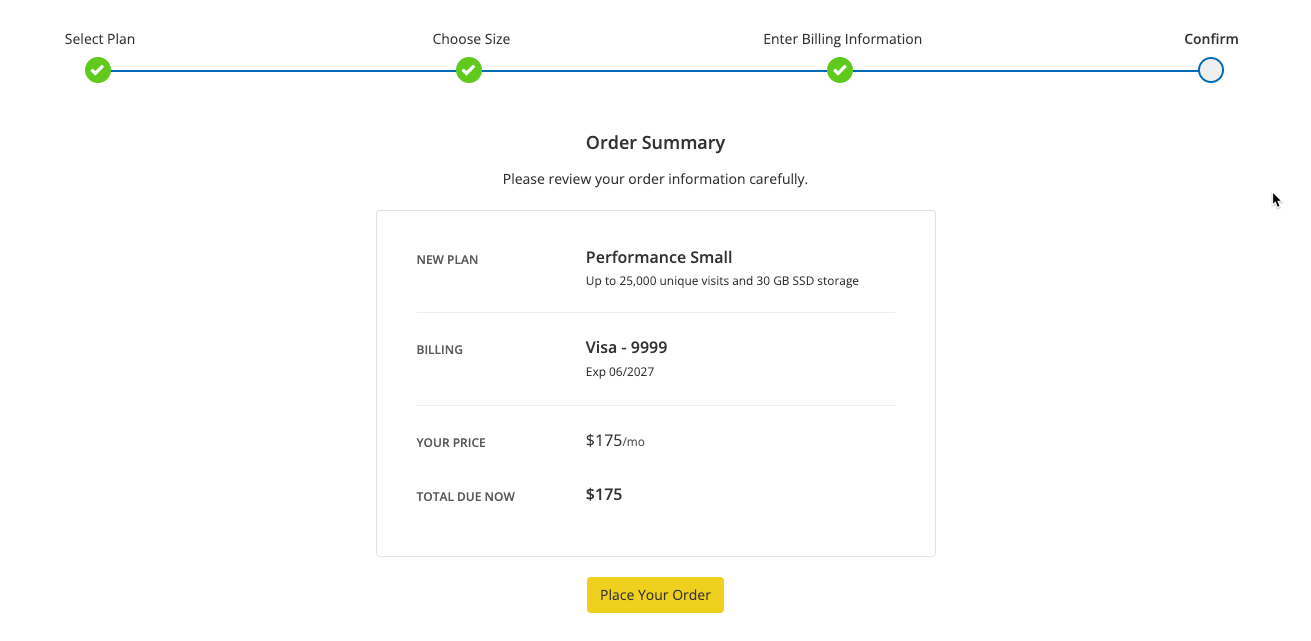 Select Plan
Choose Size
Enter Billing Information
Confirm
Order Summary
Please review your order information carefully.
NEW PLAN
Performance Small
Up to 25,000 unique visits and 30 GB SSD storage
BILLING
Visa - 9999
Exp 06/2027
YOUR PRICE
$175/mo
TOTAL DUE NOW
$175
Place Your Order